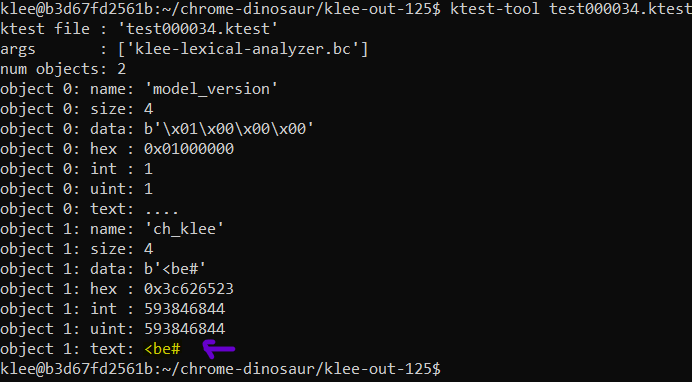 klee@b3d67fd2561b:~/chrome-dinosaur/klee-out-125$ ktest-tool test000034.ktest
ktest file : 'test000034.ktest'
args       : ['klee-lexical-analyzer.bc']
num objects: 2
object 0: name: 'model_version'
object 0: size: 4
object 0: data: b'\x01\x00\x00\x00'
object 0: hex : 0x01000000
object 0: int : 1
object 0: uint: 1
object 0: text: ....
object 1: name: 'ch_klee'
object 1: size: 4
object 1: data: b'<be#'
object 1: hex : 0x3c626523
object 1: int : 593846844
object 1: uint: 593846844
object 1: text: <be#
klee@b3d67fd2561b:~/chrome-dinosaur/klee-out-125$